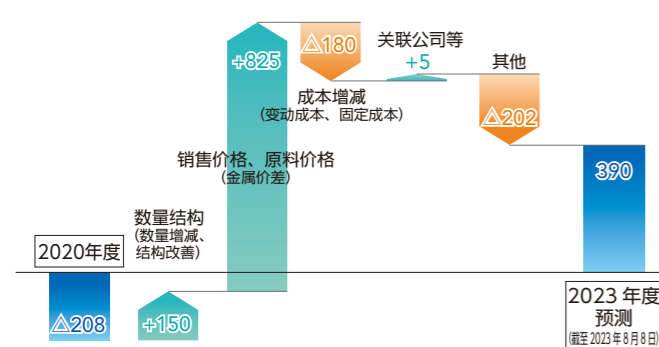 2020年度
△208
数量结构
(数量增减、
结构改善)
+150
+825
销售价格、原料价格
(金属价差)
△180
成本增减
(变动成本、固定成本)
关联公司等
+5
其他
△202
390
2023 年度
预测
(截至 2023 年 8 月 8 日)